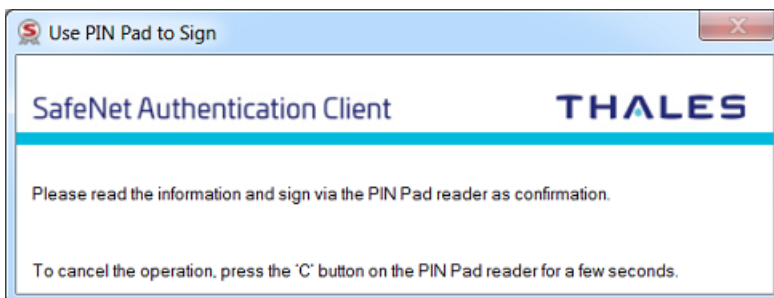 Use PIN Pad to Sign
SafeNet Authentication Client
THALES
Please read the information and sign via the PIN Pad reader as confirmation.
To cancel the operation, press the 'C' button on the PIN Pad reader for a few seconds.